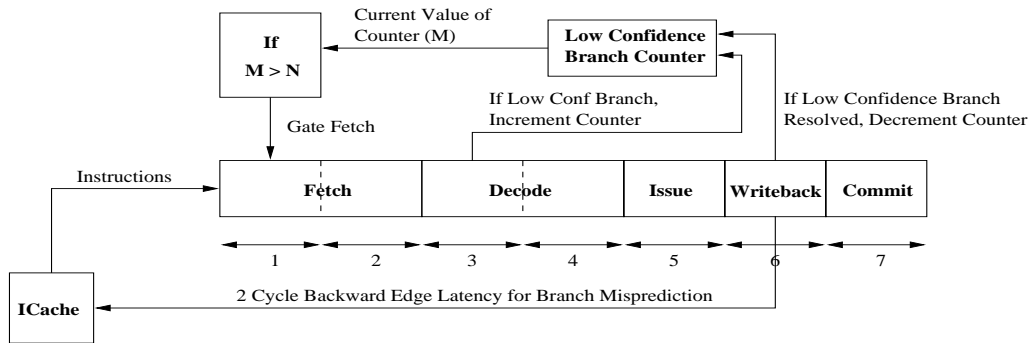 Current Value of
Counter (M)
If
M > N
Low Confidence
Branch Counter
If Low Conf Branch,
Increment Counter
If Low Confidence Branch
Resolved, Decrement Counter
Gate Fetch
Instructions
Fetch
Decode
Issue
Writeback
Commit
1
2
3
4
5
6
7
2 Cycle Backward Edge Latency for Branch Misprediction
ICache